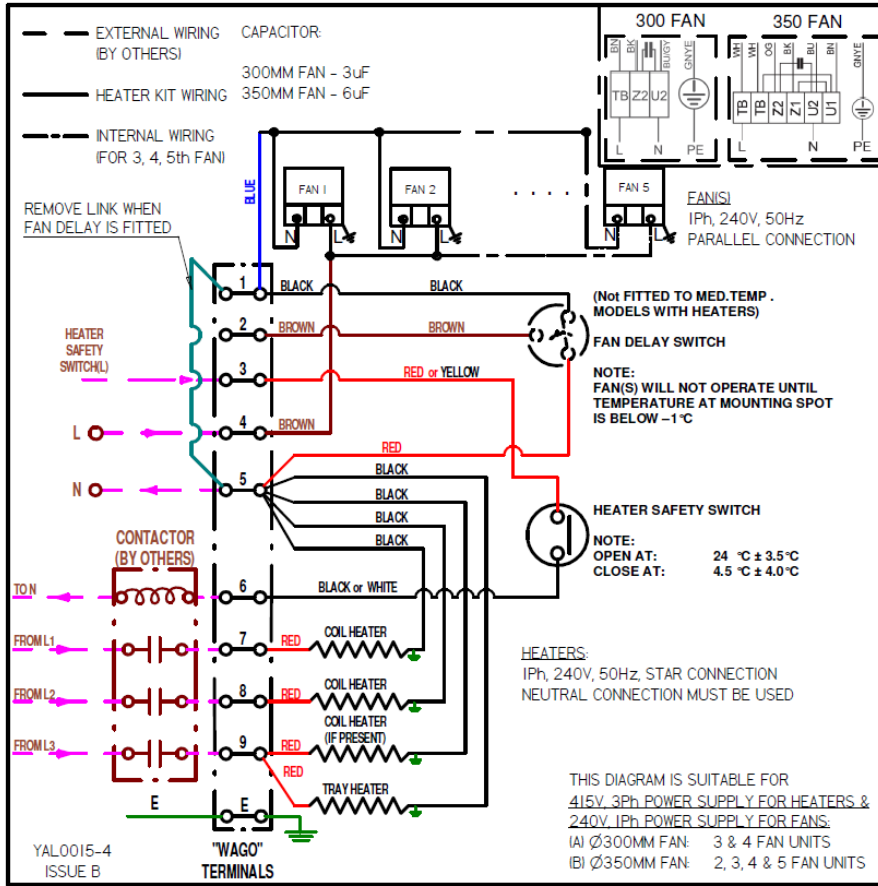 EXTERNAL WIRING
(BY OTHERS)
CAPACITOR:
300MM FAN - 3uF
350MM FAN - 6uF
HEATER KIT WIRING
INTERNAL WIRING
(FOR 3, 4, 5th FAN)
300 FAN
BN
BK
BU/GY
GNYE
TB Z2 U2
L N PE
350 FAN
WH
WH
OG
BK
BU
BN
GNYE
TB TB Z2 Z1 U2 U1
L N PE
REMOVE LINK WHEN
FAN DELAY IS FITTED
BLUE
FAN 1
N L
FAN 2
N L
. . . .
FAN 5
N L
FAN(S)
1Ph, 240V, 50Hz
PARALLEL CONNECTION
1 BLACK BLACK
2 BROWN BROWN
(Not FITTED TO MED.TEMP .
MODELS WITH HEATERS)
FAN DELAY SWITCH
NOTE:
FAN(S) WILL NOT OPERATE UNTIL
TEMPERATURE AT MOUNTING SPOT
IS BELOW –1°C
HEATER
SAFETY
SWITCH(L)
3 RED or YELLOW
L 4 BROWN
RED
N 5 BLACK
BLACK
BLACK
BLACK
HEATER SAFETY SWITCH
NOTE:
OPEN AT: 24 °C ± 3.5°C
CLOSE AT: 4.5 °C ± 4.0°C
CONTACTOR
(BY OTHERS)
TO N 6 BLACK or WHITE
FROM L1 7 RED COIL HEATER
FROM L2 8 RED COIL HEATER
FROM L3 9 RED COIL HEATER
(IF PRESENT)
RED TRAY HEATER
E E
HEATERS:
1Ph, 240V, 50Hz, STAR CONNECTION
NEUTRAL CONNECTION MUST BE USED
THIS DIAGRAM IS SUITABLE FOR
415V, 3Ph POWER SUPPLY FOR HEATERS &
240V, 1Ph POWER SUPPLY FOR FANS:
(A) Ø300MM FAN: 3 & 4 FAN UNITS
(B) Ø350MM FAN: 2, 3, 4 & 5 FAN UNITS
YAL0015-4
ISSUE B
"WAGO"
TERMINALS